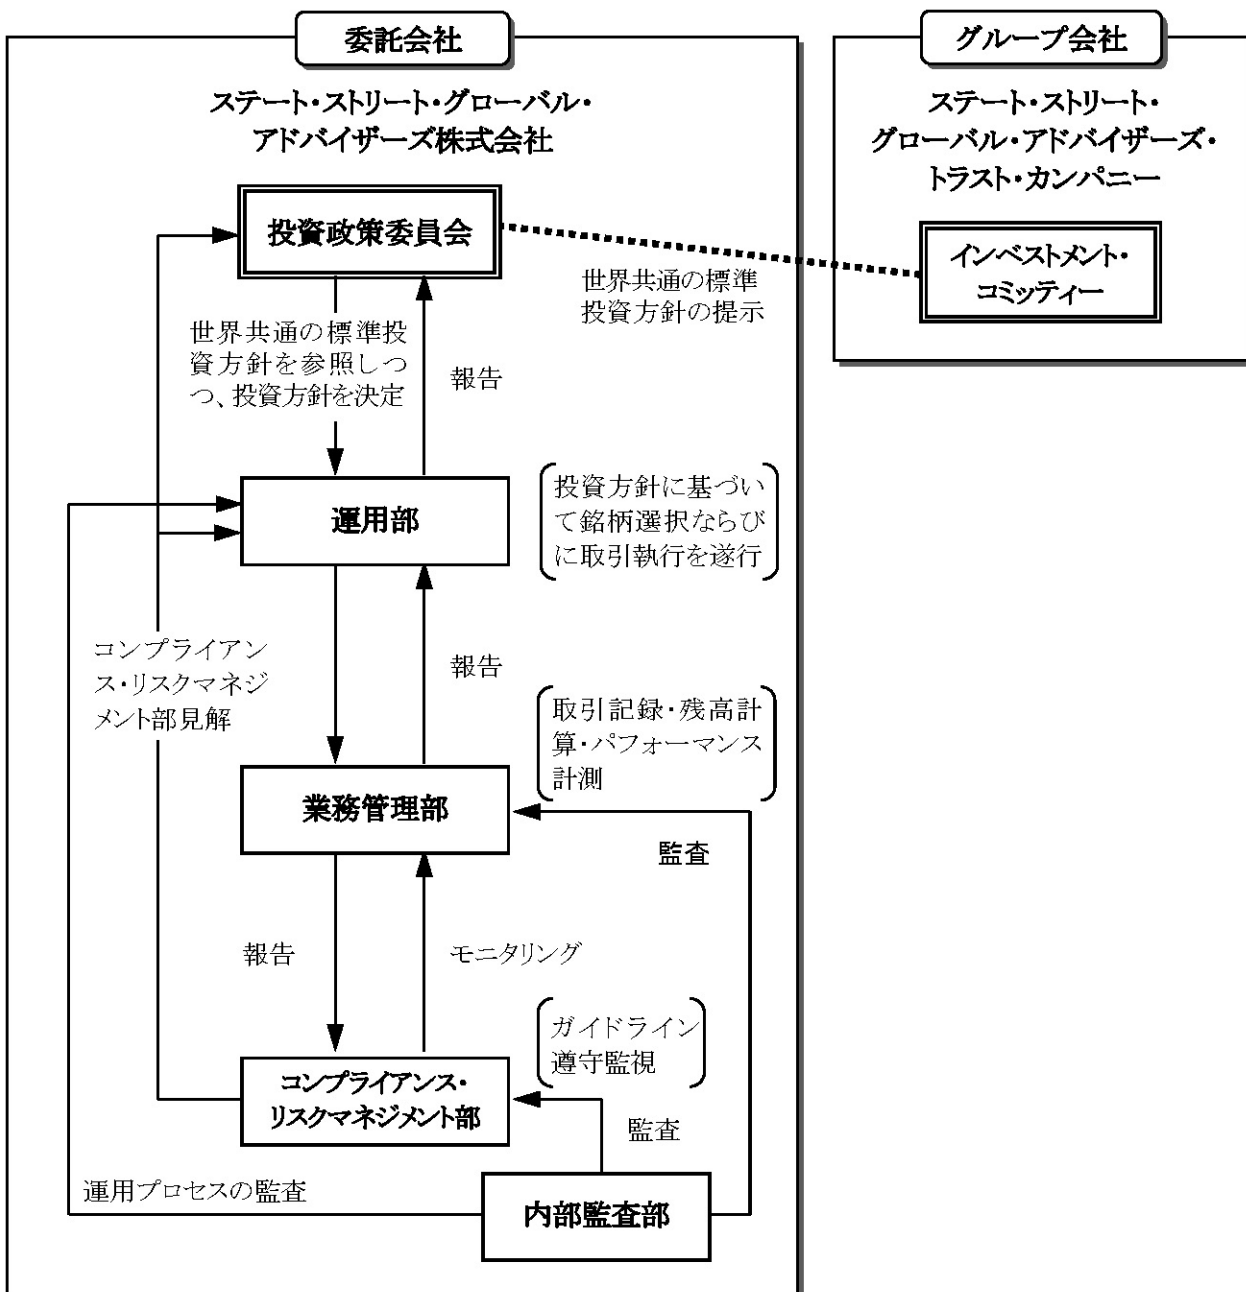 委託会社
ステート・ストリート・グローバル・
アドバイザーズ株式会社
投資政策委員会
世界共通の標準投
資方針を参照しつ
つ、投資方針を決定
報告
世界共通の標準
投資方針の提示
グループ会社
ステート・ストリート・
グローバル・アドバイザーズ・
トラスト・カンパニー
インベストメント・
コミッティー
運用部
投資方針に基づい
て銘柄選択ならび
に取引執行を遂行
コンプライアン
ス・リスクマネジ
メント部見解
報告
取引記録・残高計
算・パフォーマンス
計測
業務管理部
監査
報告
モニタリング
ガイドライン
遵守監視
コンプライアンス・
リスクマネジメント部
監査
運用プロセスの監査
内部監査部